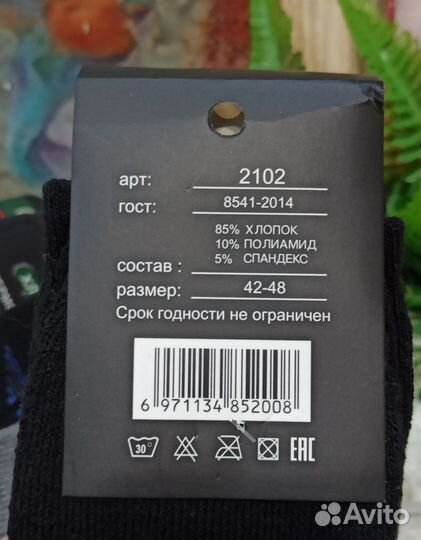 арт: 2102
гост: 8541-2014
85% ХЛОПОК
10% ПОЛИАМИД
состав : 5% СПАНДЕКС
размер: 42-48
Срок годности не ограничен
6 971134 852008
30° EAC
Avito